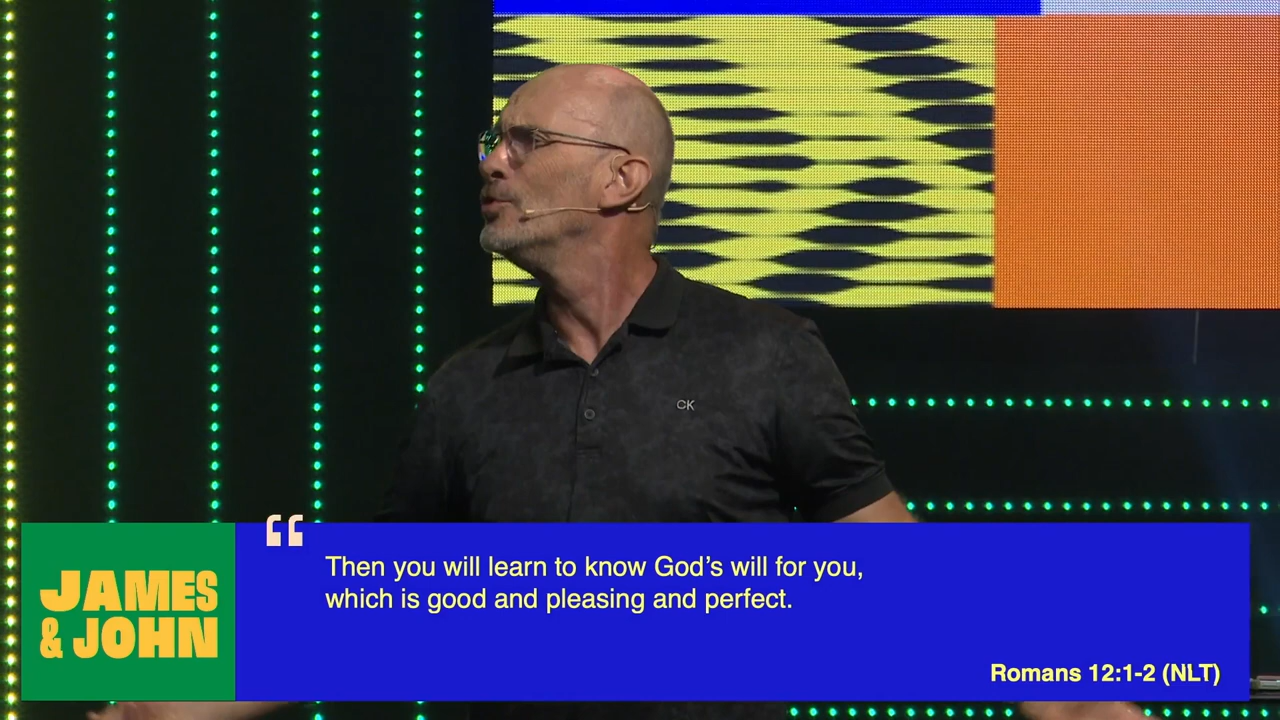 CK
JAMES
& JOHN
“
Then you will learn to know God’s will for you,
which is good and pleasing and perfect.
Romans 12:1-2 (NLT)